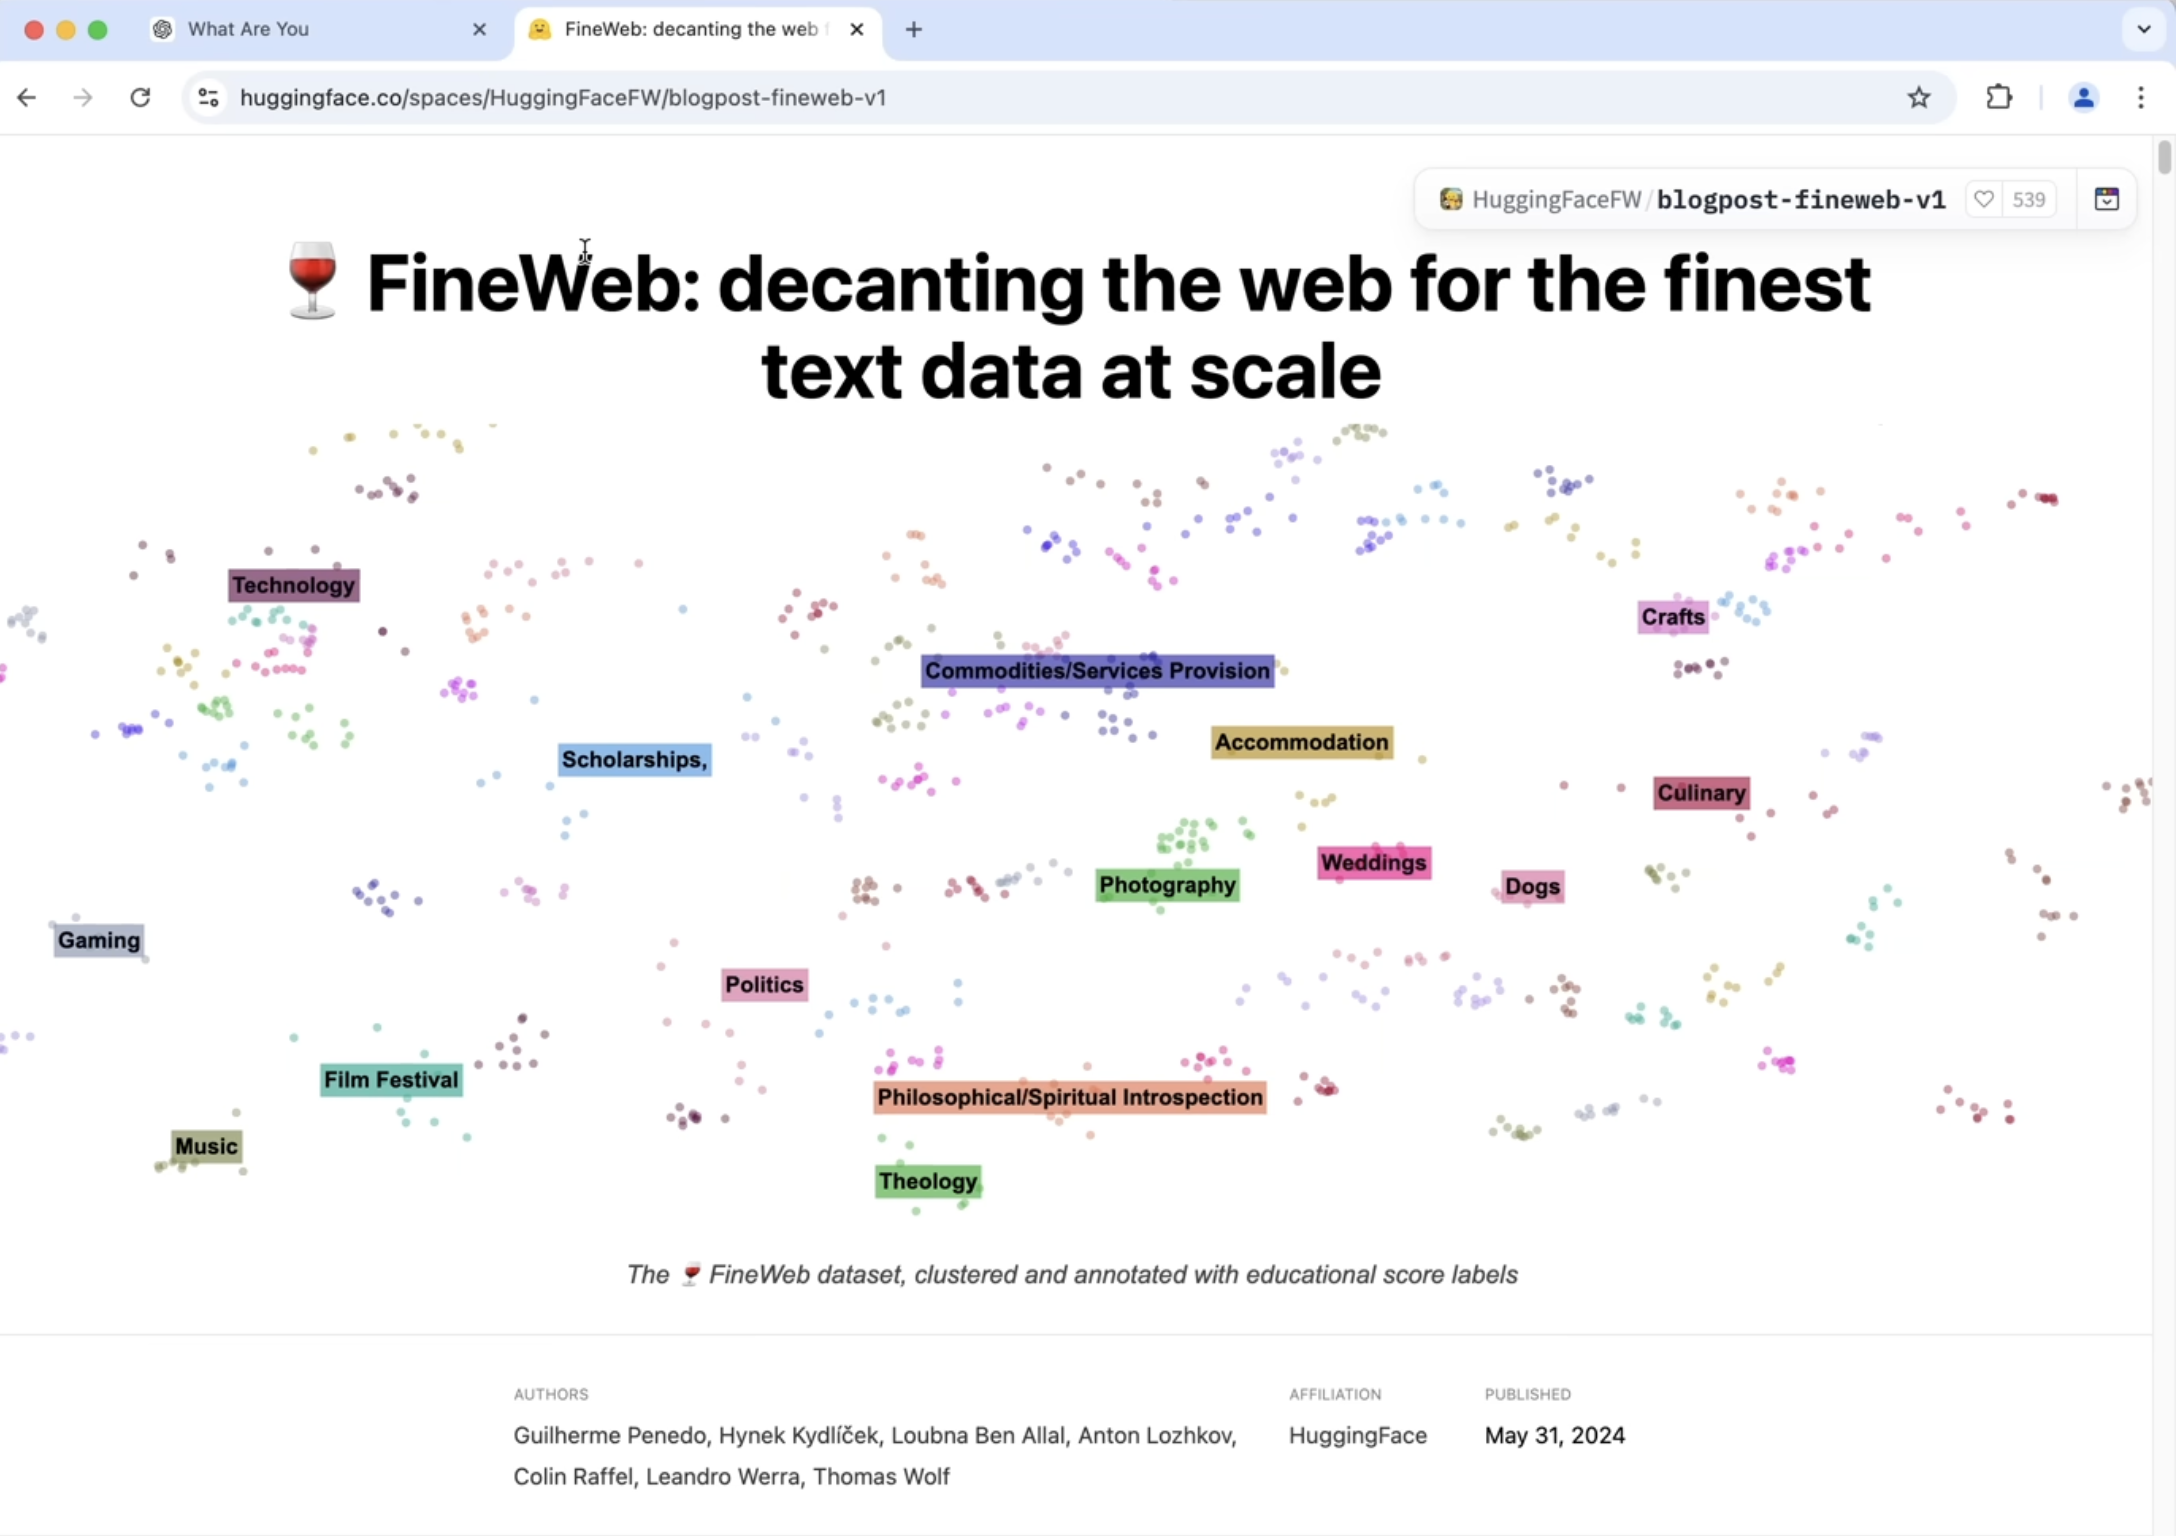 What Are You
FineWeb: decanting the web
huggingface.co/spaces/HuggingFaceFW/blogpost-fineweb-v1
HuggingFaceFW/blogpost-fineweb-v1 539
FineWeb: decanting the web for the finest
text data at scale
Technology
Crafts
Commodities/Services Provision
Accommodation
Scholarships,
Culinary
Weddings
Photography
Dogs
Gaming
Politics
Film Festival
Philosophical/Spiritual Introspection
Music
Theology
The 🍷 FineWeb dataset, clustered and annotated with educational score labels
AUTHORS
Guilherme Penedo, Hynek Kydlíček, Loubna Ben Allal, Anton Lozhkov,
Colin Raffel, Leandro Werra, Thomas Wolf
AFFILIATION
HuggingFace
PUBLISHED
May 31, 2024